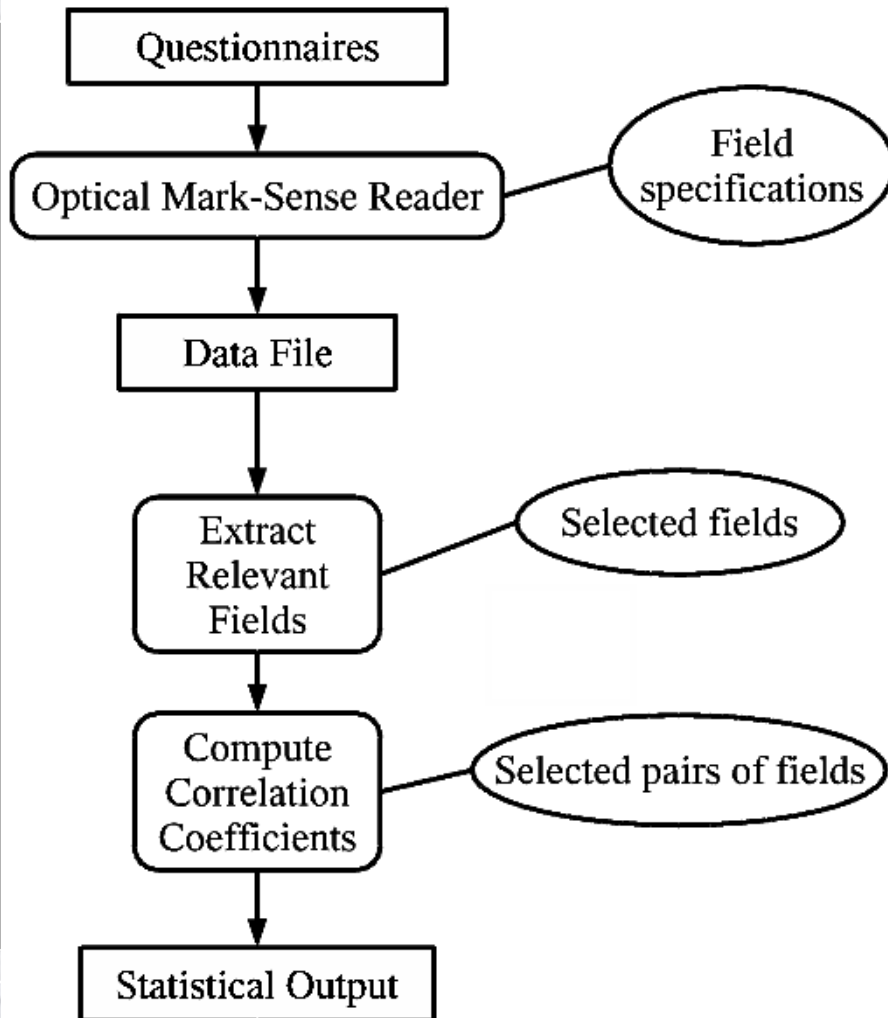 Questionnaires
Optical Mark-Sense Reader
Field
specifications
Data File
Extract
Relevant
Fields
Selected fields
Compute
Correlation
Coefficients
Selected pairs of fields
Statistical Output